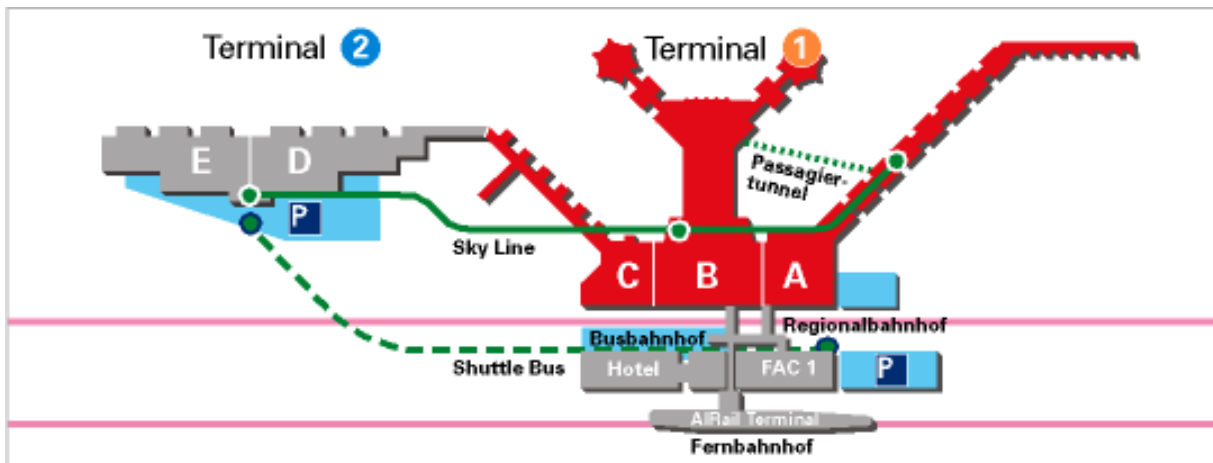 Terminal 2
Terminal 1
E
D
P
Passagier-
tunnel
Sky Line
C
B
A
Regionalbahnhof
Busbahnhof
Shuttle Bus
Hotel
FAC 1
P
AIRail Terminal
Fernbahnhof